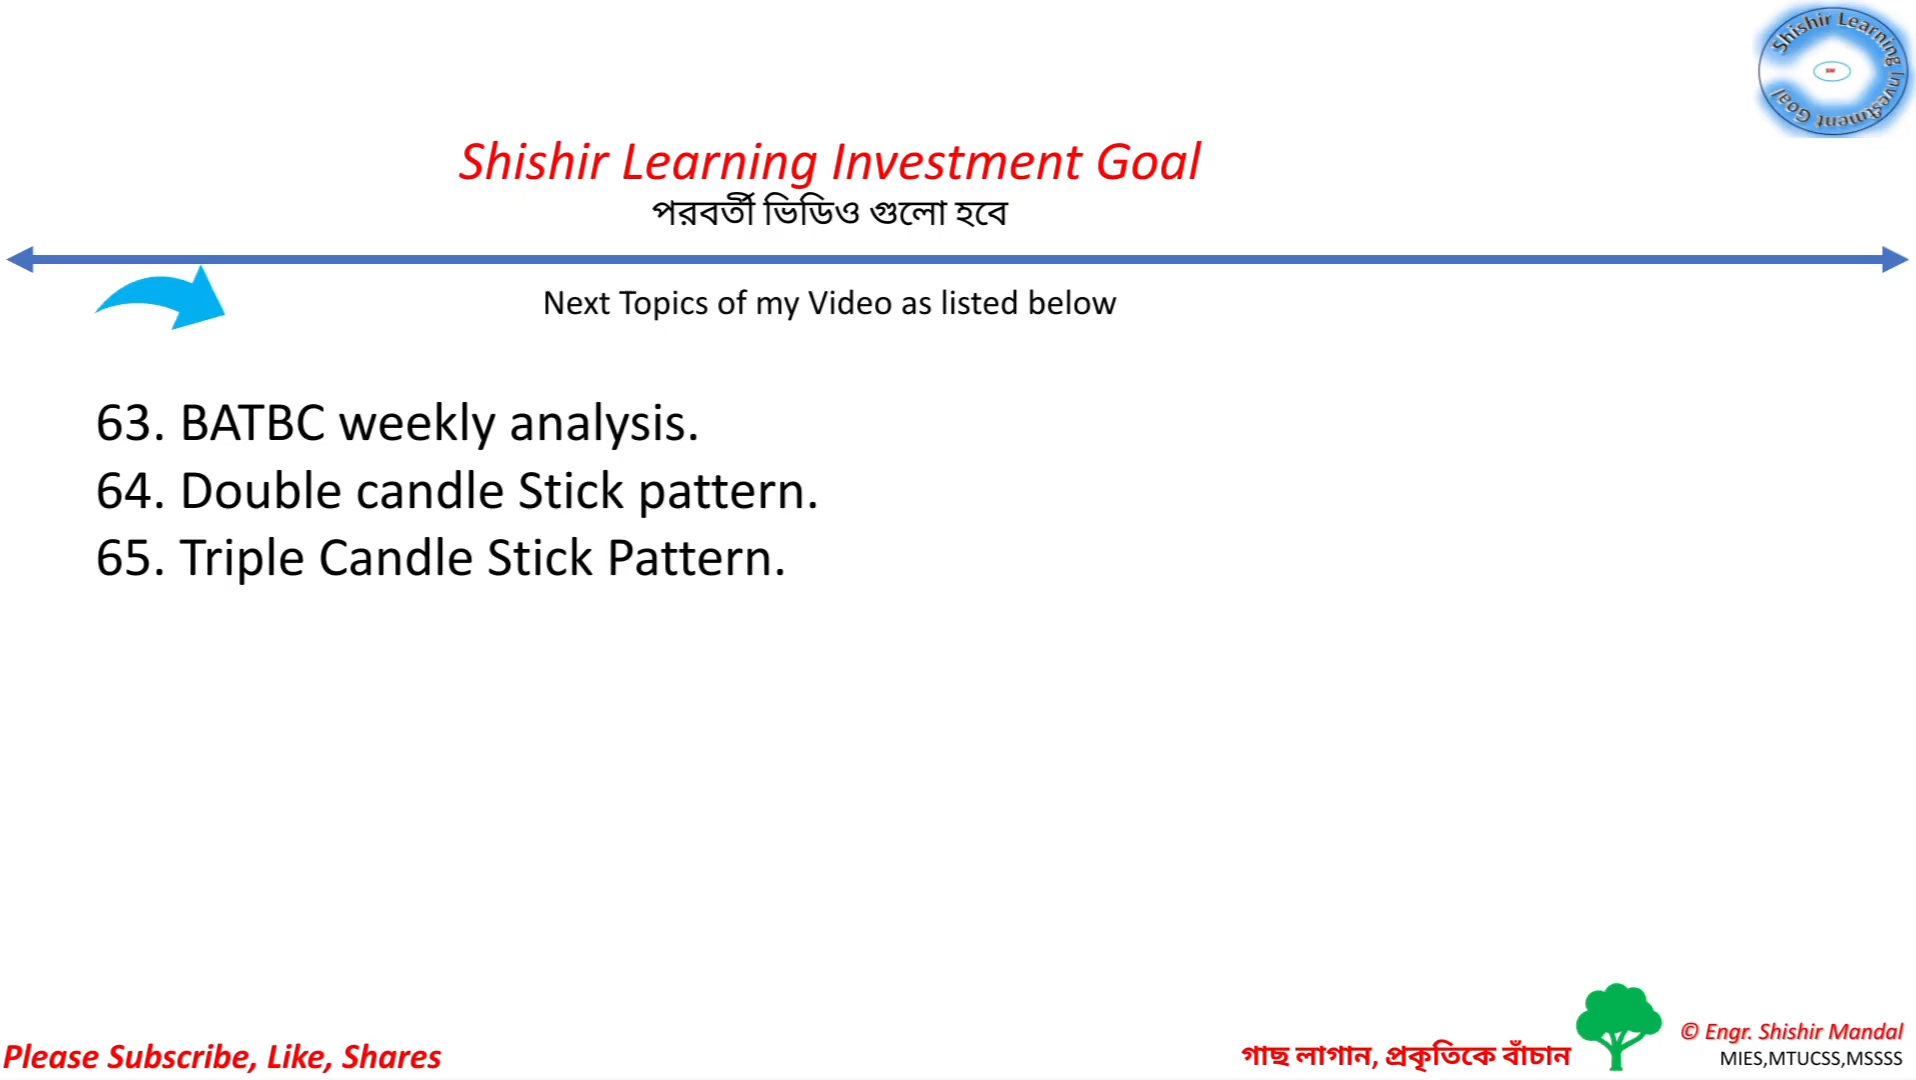 Shishir Learning Investment Goal
Shishir Learning Investment Goal
পরবর্তী ভিডিও গুলো হবে
Next Topics of my Video as listed below
63. BATBC weekly analysis.
64. Double candle Stick pattern.
65. Triple Candle Stick Pattern.
Please Subscribe, Like, Shares
গাছ লাগান, প্রকৃতিকে বাঁচান
© Engr. Shishir Mandal
MIES,MTUCSS,MSSSS